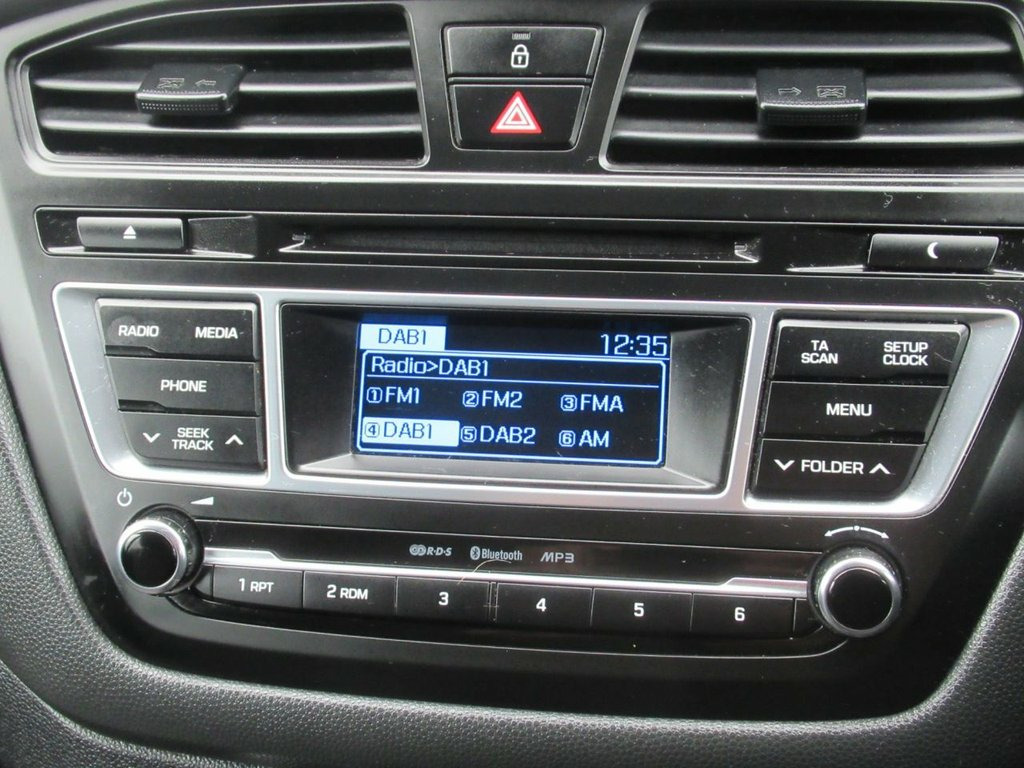 DAB1 12:35
Radio>DAB1
①FM1 ②FM2 ③FMA
④DAB1 ⑤DAB2 ⑥AM
RADIO MEDIA
PHONE
SEEK
TRACK
TA
SCAN
SETUP
CLOCK
MENU
FOLDER
R·D·S Bluetooth MP3
1 RPT 2 RDM 3 4 5 6